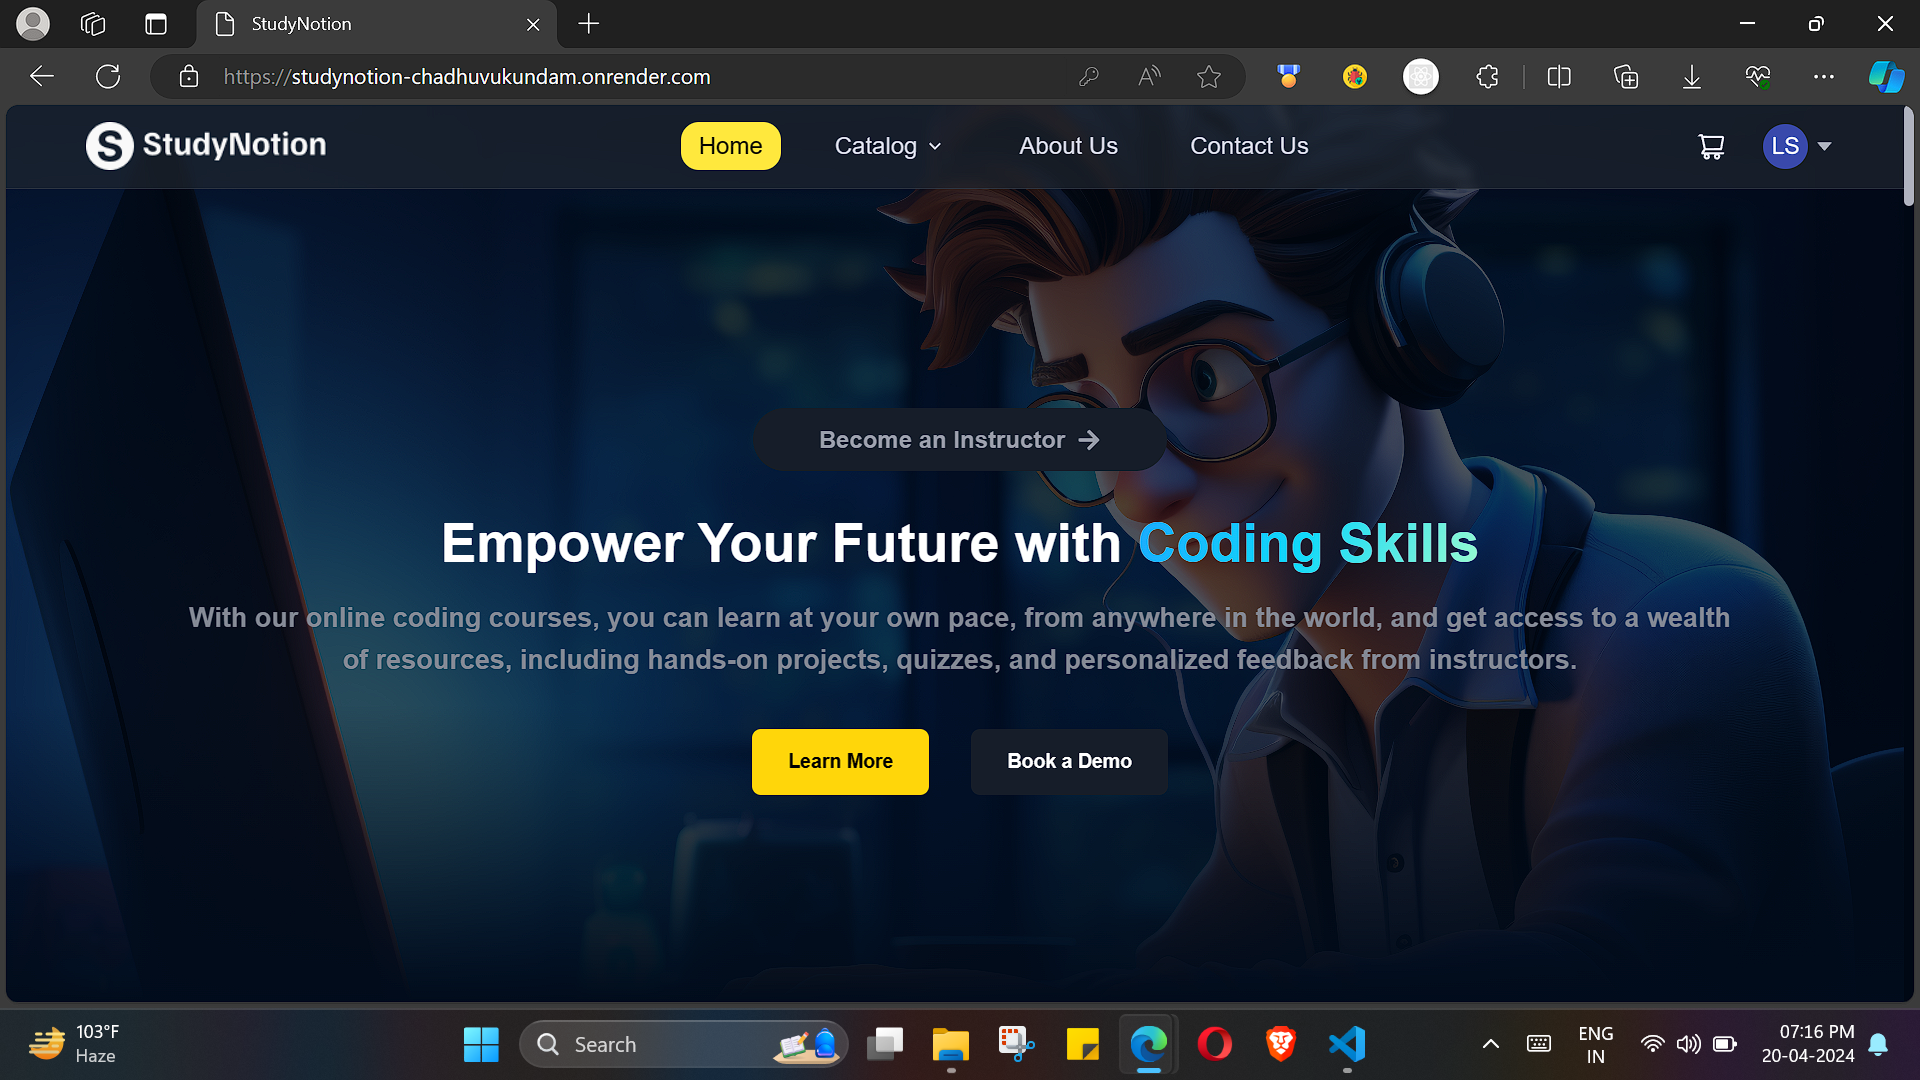 StudyNotion
https://studynotion-chadhuvukundam.onrender.com
S StudyNotion
Home
Catalog
About Us
Contact Us
LS
Become an Instructor →
Empower Your Future with Coding Skills
With our online coding courses, you can learn at your own pace, from anywhere in the world, and get access to a wealth
of resources, including hands-on projects, quizzes, and personalized feedback from instructors.
Learn More
Book a Demo
103°F
Haze
Search
ENG
IN
07:16 PM
20-04-2024